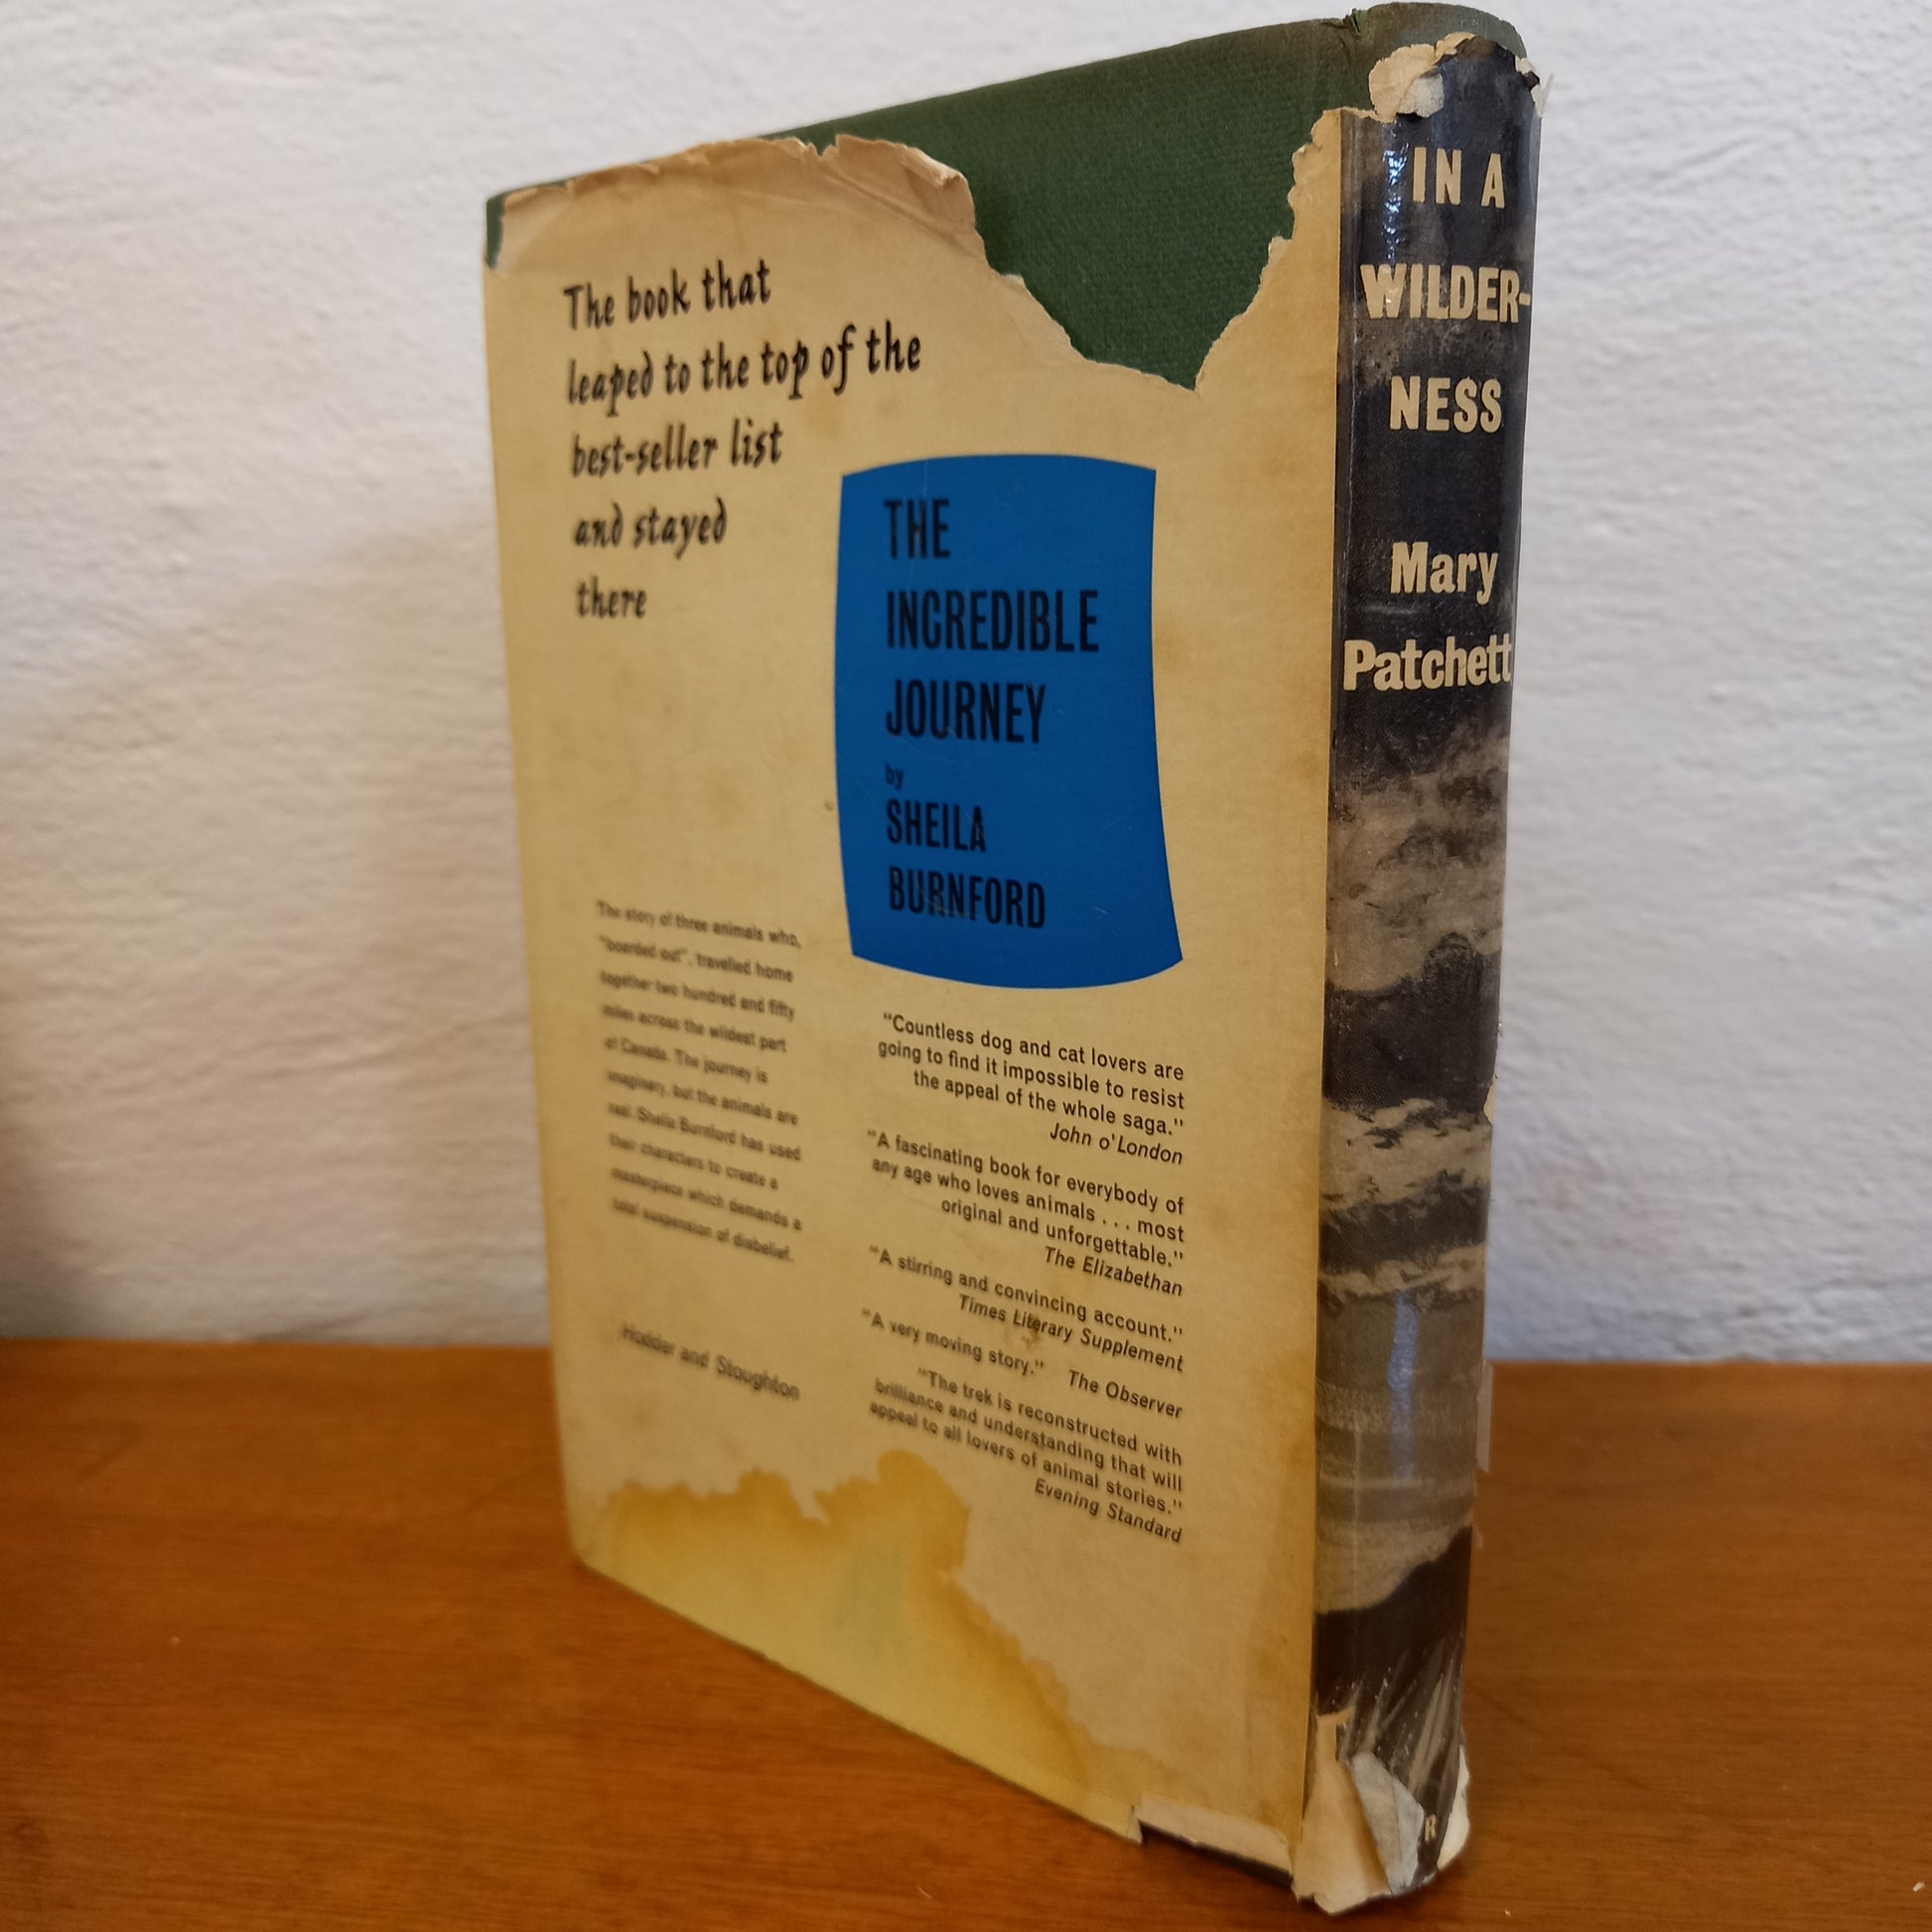 The book that
leaped to the top of the
best-seller list
and stayed
there
THE
INCREDIBLE
JOURNEY
by
SHEILA
BURNFORD
The story of three animals who,
"boarded out", travelled home
together two hundred and fifty
miles across the wildest part
of Canada. The journey is
imaginary, but the animals are
real. Sheila Burnford has used
their characters to create a
masterpiece which demands a
total suspension of disbelief.
Hodder and Stoughton
"Countless dog and cat lovers are
going to find it impossible to resist
the appeal of the whole saga."
John o' London
"A fascinating book for everybody of
any age who loves animals . . . most
original and unforgettable."
The Elizabethan
"A stirring and convincing account."
Times Literary Supplement
"A very moving story." The Observer
"The trek is reconstructed with
brilliance and understanding that will
appeal to all lovers of animal stories."
Evening Standard
IN A
WILDER-
NESS
Mary
Patchett
R